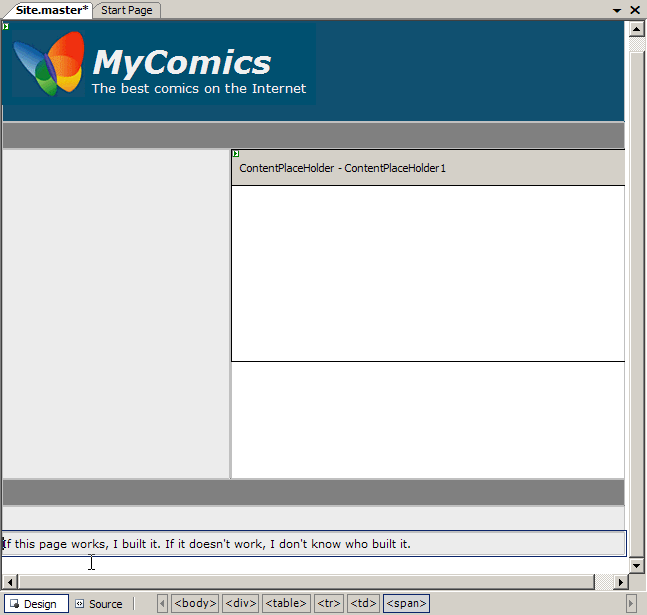 Site.master* Start Page
MyComics
The best comics on the Internet
ContentPlaceHolder - ContentPlaceHolder1
If this page works, I built it. If it doesn't work, I don't know who built it.
Design Source <body> <div> <table> <tr> <td> <span>